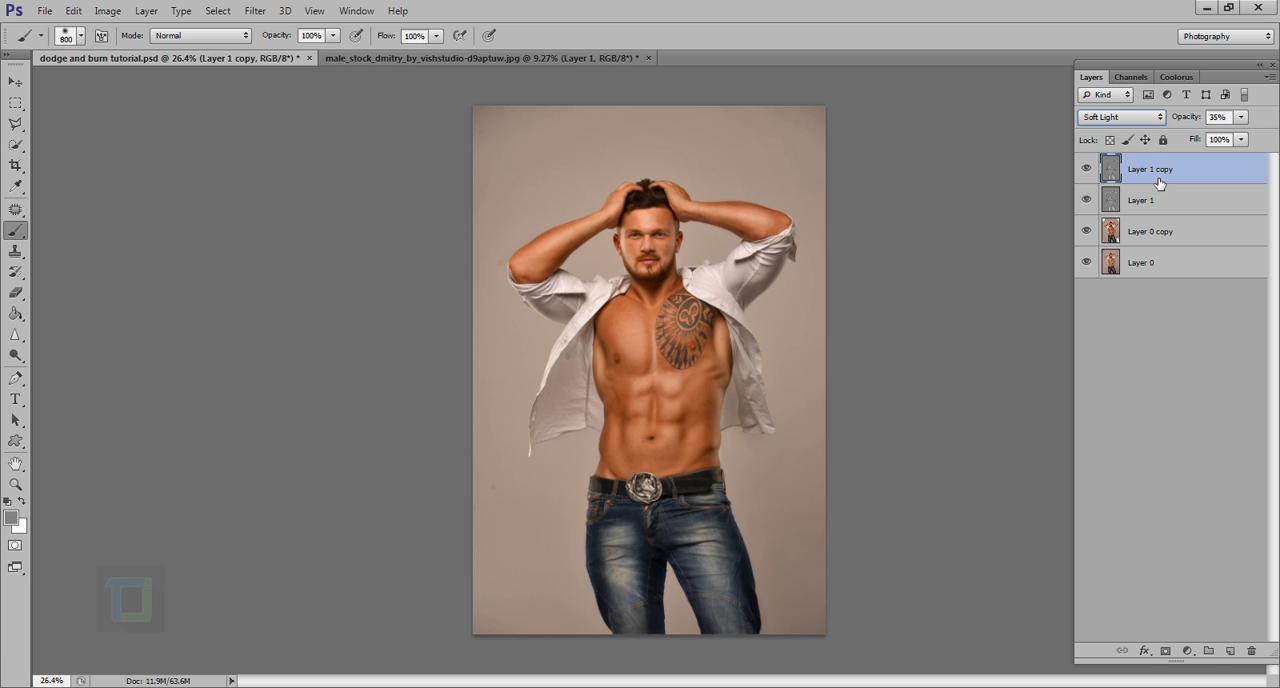 Ps File Edit Image Layer Type Select Filter 3D View Window Help
800 Mode: Normal Opacity: 100% Flow: 100% Photography
dodge and burn tutorial.psd @ 26.4% (Layer 1 copy, RGB/8*) * × male_stock_dmitry_by_vishstudio-d9aptuw.jpg @ 9.27% (Layer 1, RGB/8*) * ×
Layers Channels Coolorus
Kind
Soft Light Opacity: 35%
Lock: Fill: 100%
Layer 1 copy
Layer 1
Layer 0 copy
Layer 0
26.4% Doc: 11.9M/63.6M